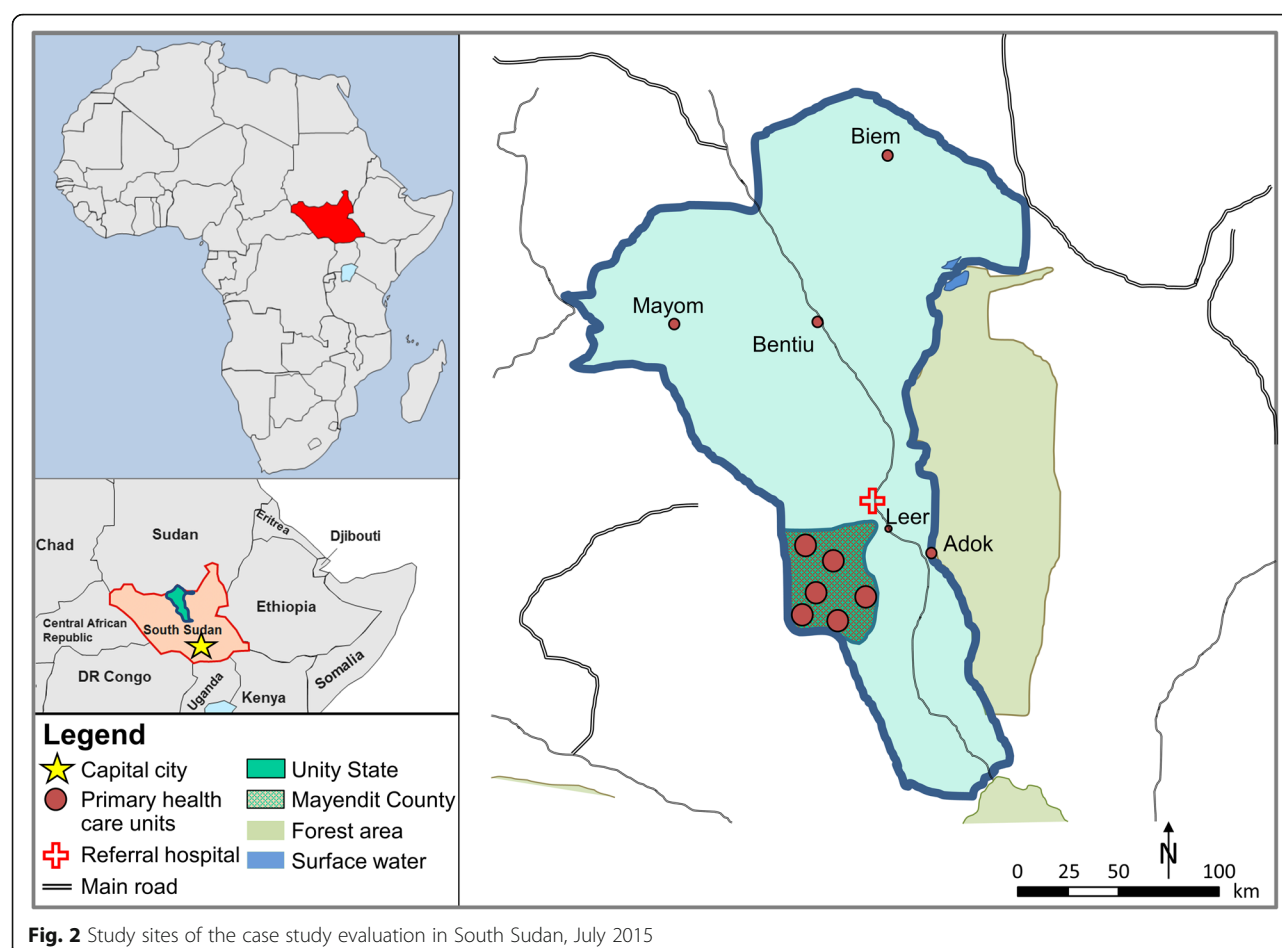 Biem
Mayom
Bentiu
Leer
Adok
Chad
Sudan
Eritrea
Djibouti
Central African
Republic
South Sudan
Ethiopia
DR Congo
Uganda
Kenya
Somalia
Legend
Capital city
Primary health
care units
Referral hospital
Main road
Unity State
Mayendit County
Forest area
Surface water
N
0 25 50 100
km
Fig. 2 Study sites of the case study evaluation in South Sudan, July 2015